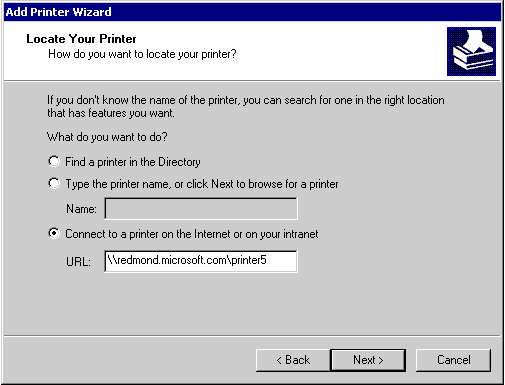 Add Printer Wizard
Locate Your Printer
How do you want to locate your printer?
If you don't know the name of the printer, you can search for one in the right location
that has features you want.
What do you want to do?
Find a printer in the Directory
Type the printer name, or click Next to browse for a printer
Name:
Connect to a printer on the Internet or on your intranet
URL: \\redmond.microsoft.com\printer5
< Back Next > Cancel